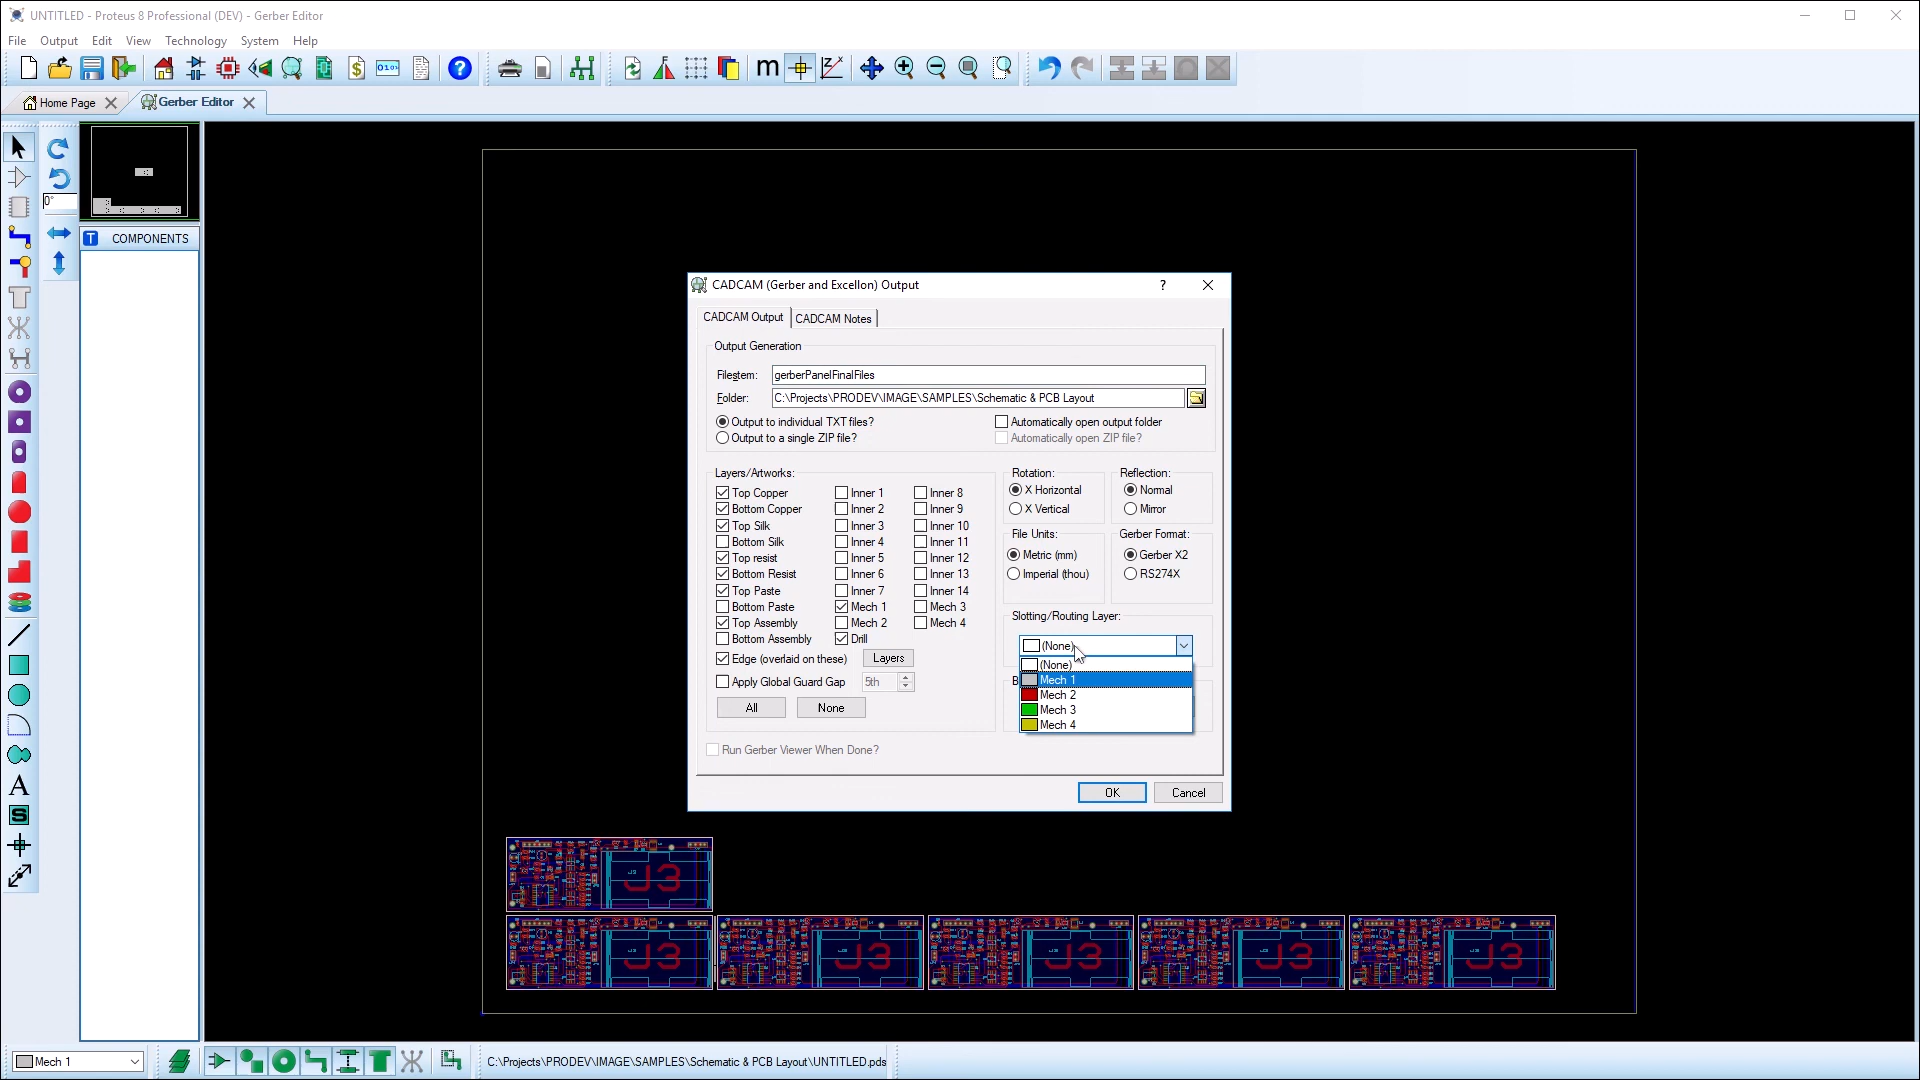 UNTITLED - Proteus 8 Professional (DEV) - Gerber Editor
File Output Edit View Technology System Help
Home Page
Gerber Editor
0°
COMPONENTS
CADCAM (Gerber and Excellon) Output
?
CADCAM Output
CADCAM Notes
Output Generation
Filestem: gerberPanelFinalFiles
Folder: C:\Projects\PRODEV\IMAGE\SAMPLES\Schematic & PCB Layout
Output to individual TXT files?
Automatically open output folder
Output to a single ZIP file?
Automatically open ZIP file?
Layers/Artworks:
Top Copper Inner 1 Inner 8
Bottom Copper Inner 2 Inner 9
Top Silk Inner 3 Inner 10
Bottom Silk Inner 4 Inner 11
Top resist Inner 5 Inner 12
Bottom Resist Inner 6 Inner 13
Top Paste Inner 7 Inner 14
Bottom Paste Mech 1 Mech 3
Top Assembly Mech 2 Mech 4
Bottom Assembly Drill
Edge (overlaid on these) Layers
Apply Global Guard Gap 5th
All None
Rotation:
X Horizontal
X Vertical
Reflection:
Normal
Mirror
File Units:
Metric (mm)
Imperial (thou)
Gerber Format:
Gerber X2
RS274X
Slotting/Routing Layer:
(None)
(None)
Mech 1
Mech 2
Mech 3
Mech 4
Run Gerber Viewer When Done?
OK Cancel
J3
J3 J3 J3 J3 J3
Mech 1
C:\Projects\PRODEV\IMAGE\SAMPLES\Schematic & PCB Layout\UNTITLED.pds